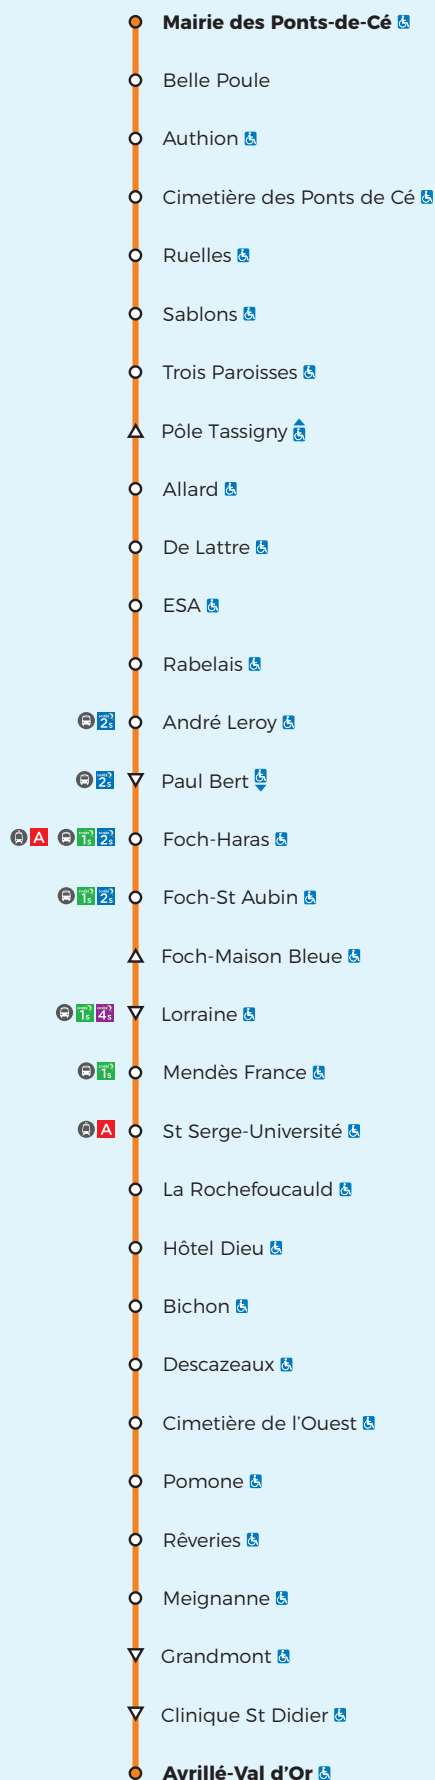 Mairie des Ponts-de-Cé
Belle Poule
Authion
Cimetière des Ponts de Cé
Ruelles
Sablons
Trois Paroisses
Pôle Tassigny
Allard
De Lattre
ESA
Rabelais
2s André Leroy
2s Paul Bert
A 1s 2s Foch-Haras
1s 2s Foch-St Aubin
Foch-Maison Bleue
1s 4s Lorraine
1s Mendès France
A St Serge-Université
La Rochefoucauld
Hôtel Dieu
Bichon
Descazeaux
Cimetière de l’Ouest
Pomone
Rêveries
Meignanne
Grandmont
Clinique St Didier
Avrillé-Val d’Or